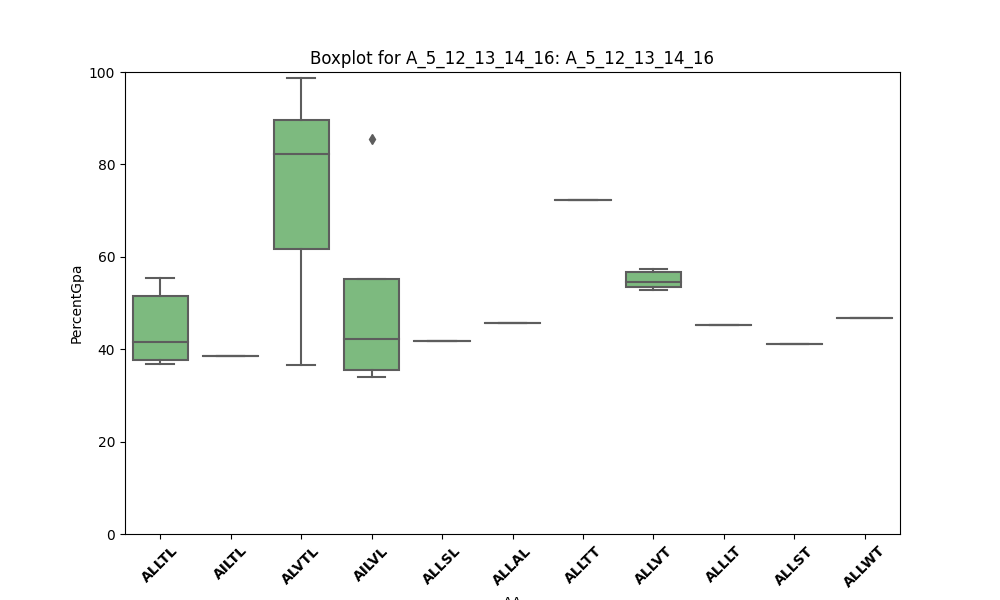 Boxplot for A_5_12_13_14_16: A_5_12_13_14_16
100
80
60
40
20
0
PercentGpa
ALLTL
AILTL
ALVTL
AILVL
ALLSL
ALLAL
ALLTT
ALLVT
ALLLT
ALLST
ALLWT